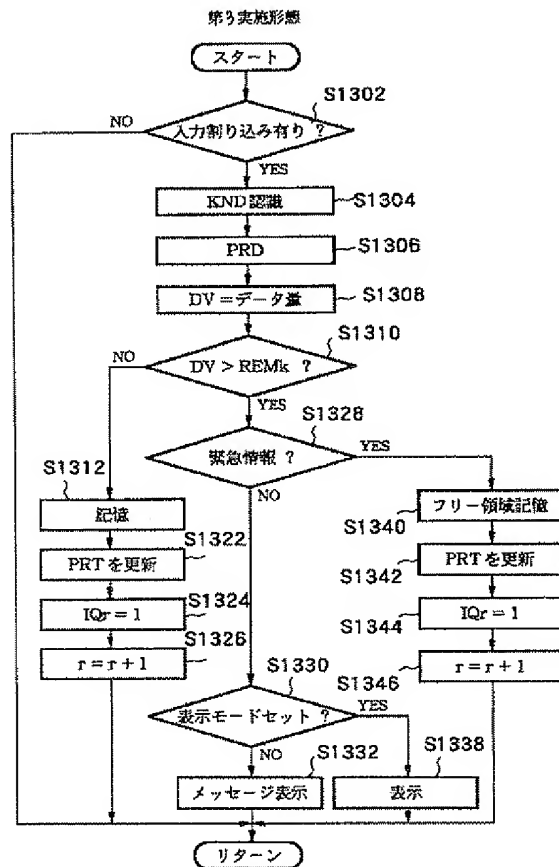 第3実施形態
スタート
S1302
NO
入力割り込み有り ?
YES
KND認識
S1304
PRD
S1306
DV=データ量
S1308
S1310
NO
DV > REMk ?
YES
S1328
緊急情報 ?
YES
NO
S1312
記憶
S1322
PRTを更新
S1324
IQr = 1
S1326
r = r + 1
フリー領域記憶
S1340
PRTを更新
S1342
IQr = 1
S1344
r = r + 1
S1346
S1330
表示モードセット ?
YES
NO
S1332
メッセージ表示
S1338
表示
リターン